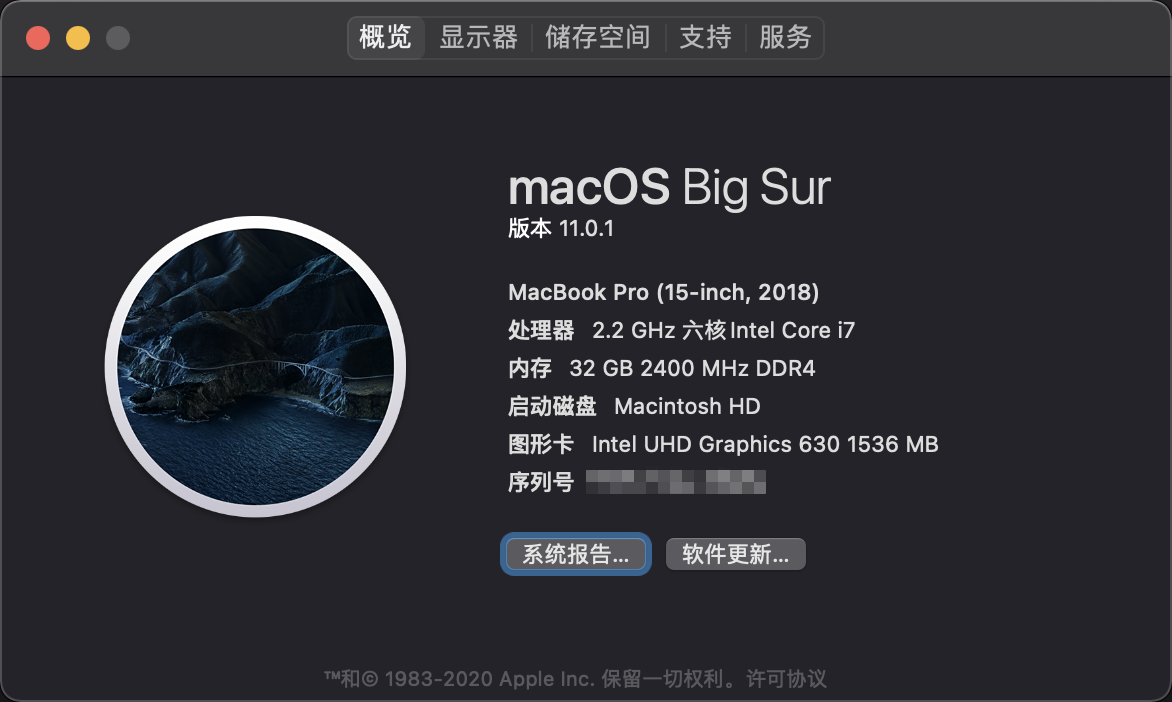 概览 显示器 储存空间 支持 服务
macOS Big Sur
版本 11.0.1
MacBook Pro (15-inch, 2018)
处理器 2.2 GHz 六核Intel Core i7
内存 32 GB 2400 MHz DDR4
启动磁盘 Macintosh HD
图形卡 Intel UHD Graphics 630 1536 MB
序列号
系统报告... 软件更新...
™和© 1983-2020 Apple Inc. 保留一切权利。许可协议